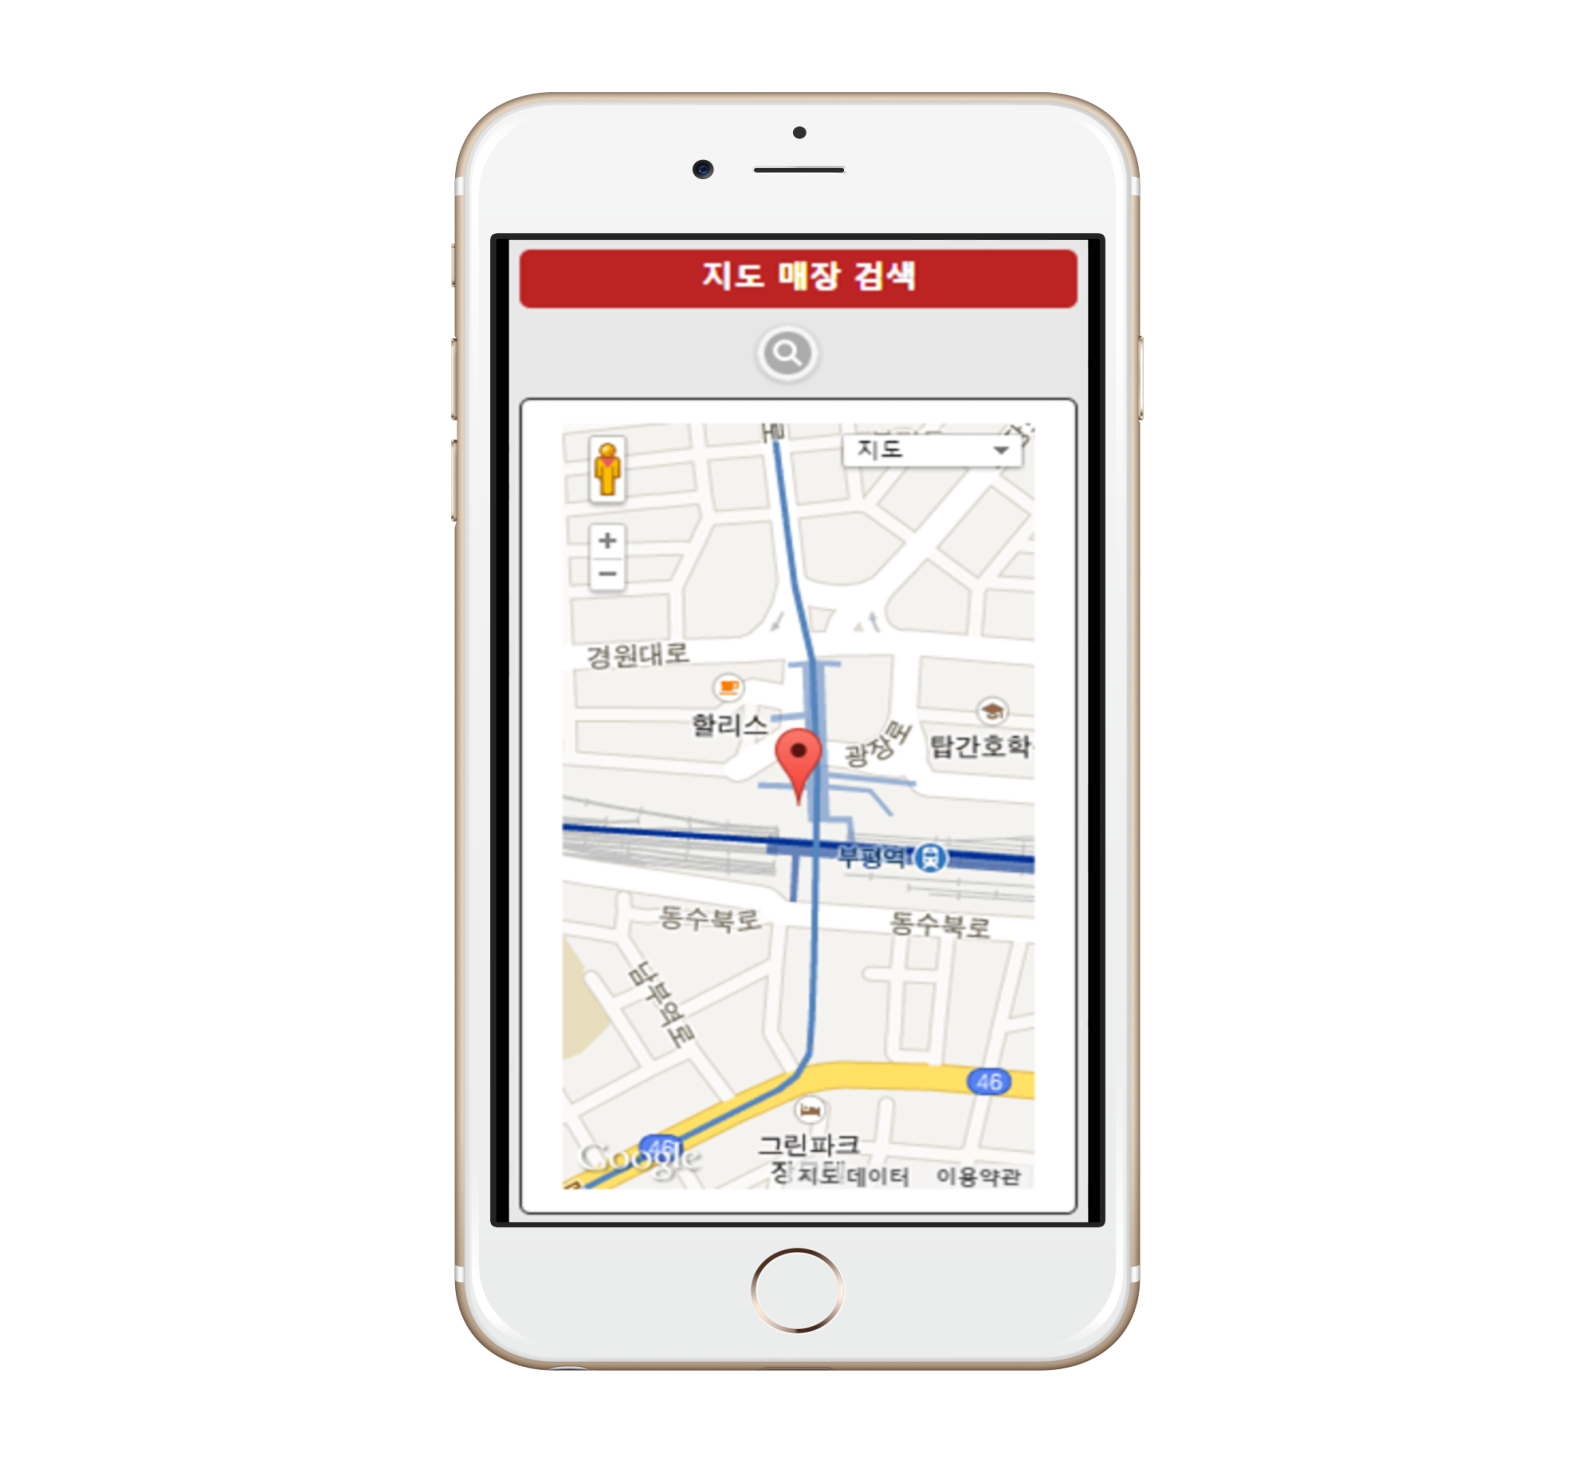 지도 매장 검색
지도
+
−
경원대로
할리스
광장로
탑간호학
부평역
동수북로
동수북로
남부역로
46
46
그린파크
Google
지도 데이터
이용약관